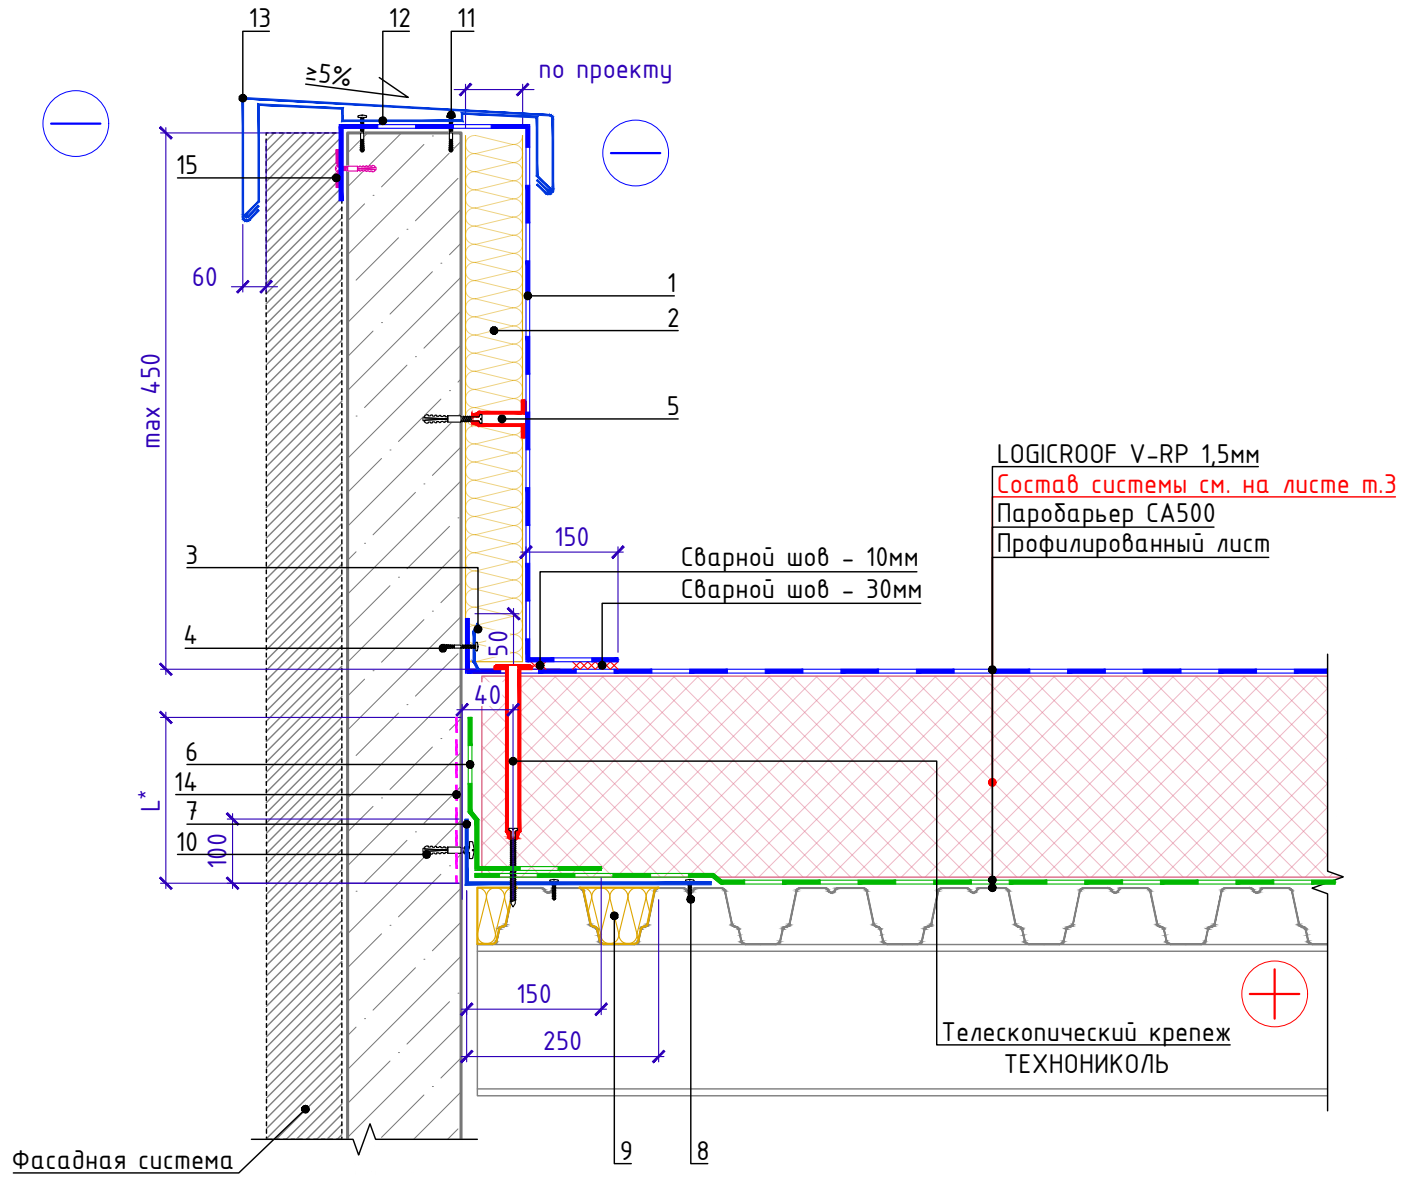 13
12
11
≥5%
по проекту
15
60
1
2
max 450
5
LOGICROOF V-RP 1,5мм
Состав системы см. на листе т.3
Паробарьер СА500
Профилированный лист
150
3
Сварной шов - 10мм
Сварной шов - 30мм
4
50
40
6
14
L*
7
100
10
150
250
Телескопический крепеж
ТЕХНОНИКОЛЬ
9
8
Фасадная система